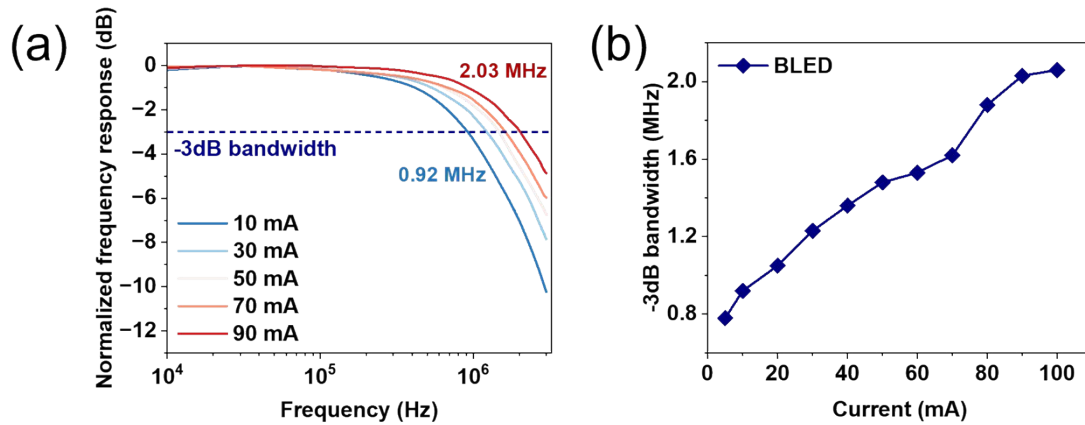 (a)
Normalized frequency response (dB)
0
−2
−4
−6
−8
−10
−12
2.03 MHz
-3dB bandwidth
0.92 MHz
10 mA
30 mA
50 mA
70 mA
90 mA
10⁴
10⁵
10⁶
Frequency (Hz)
(b)
-3dB bandwidth (MHz)
2.0
1.6
1.2
0.8
BLED
0
20
40
60
80
100
Current (mA)